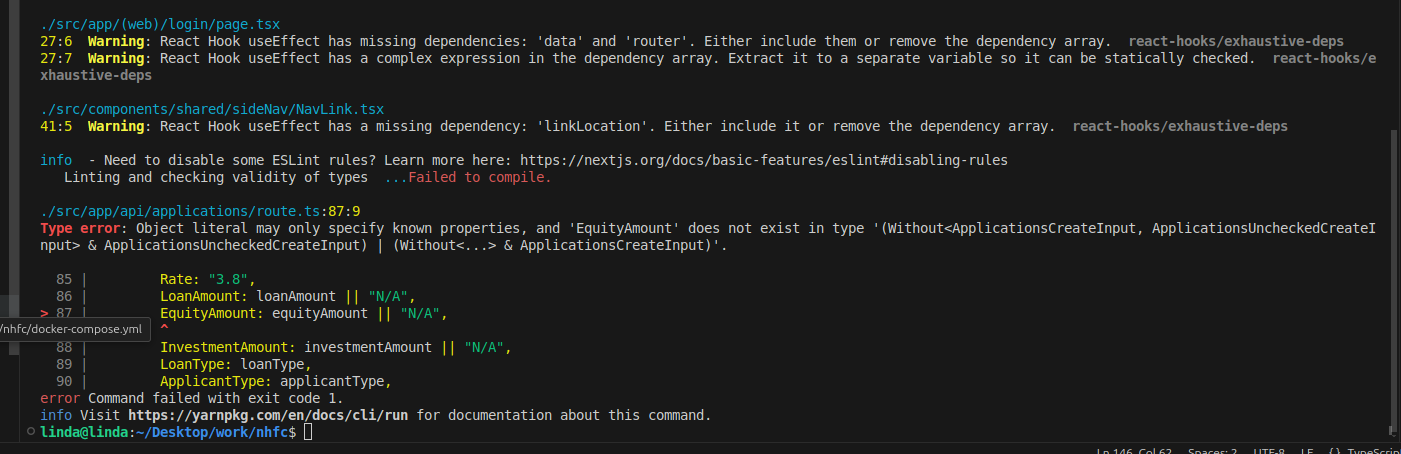 ./src/app/(web)/login/page.tsx
27:6  Warning: React Hook useEffect has missing dependencies: 'data' and 'router'. Either include them or remove the dependency array.  react-hooks/exhaustive-deps
27:7  Warning: React Hook useEffect has a complex expression in the dependency array. Extract it to a separate variable so it can be statically checked.  react-hooks/e
xhaustive-deps
./src/components/shared/sideNav/NavLink.tsx
41:5  Warning: React Hook useEffect has a missing dependency: 'linkLocation'. Either include it or remove the dependency array.  react-hooks/exhaustive-deps
info  - Need to disable some ESLint rules? Learn more here: https://nextjs.org/docs/basic-features/eslint#disabling-rules
Linting and checking validity of types  ...Failed to compile.
./src/app/api/applications/route.ts:87:9
Type error: Object literal may only specify known properties, and 'EquityAmount' does not exist in type '(Without<ApplicationsCreateInput, ApplicationsUncheckedCreateI
nput> & ApplicationsUncheckedCreateInput) | (Without<...> & ApplicationsCreateInput)'.
85 |         Rate: "3.8",
86 |         LoanAmount: loanAmount || "N/A",
> 87 |         EquityAmount: equityAmount || "N/A",
/nhfc/docker-compose.yml         ^
88 |         InvestmentAmount: investmentAmount || "N/A",
89 |         LoanType: loanType,
90 |         ApplicantType: applicantType,
error Command failed with exit code 1.
info Visit https://yarnpkg.com/en/docs/cli/run for documentation about this command.
linda@linda:~/Desktop/work/nhfc$
Ln 146, Col 62  Spaces: 2  UTF-8  LF  {}  TypeScrip